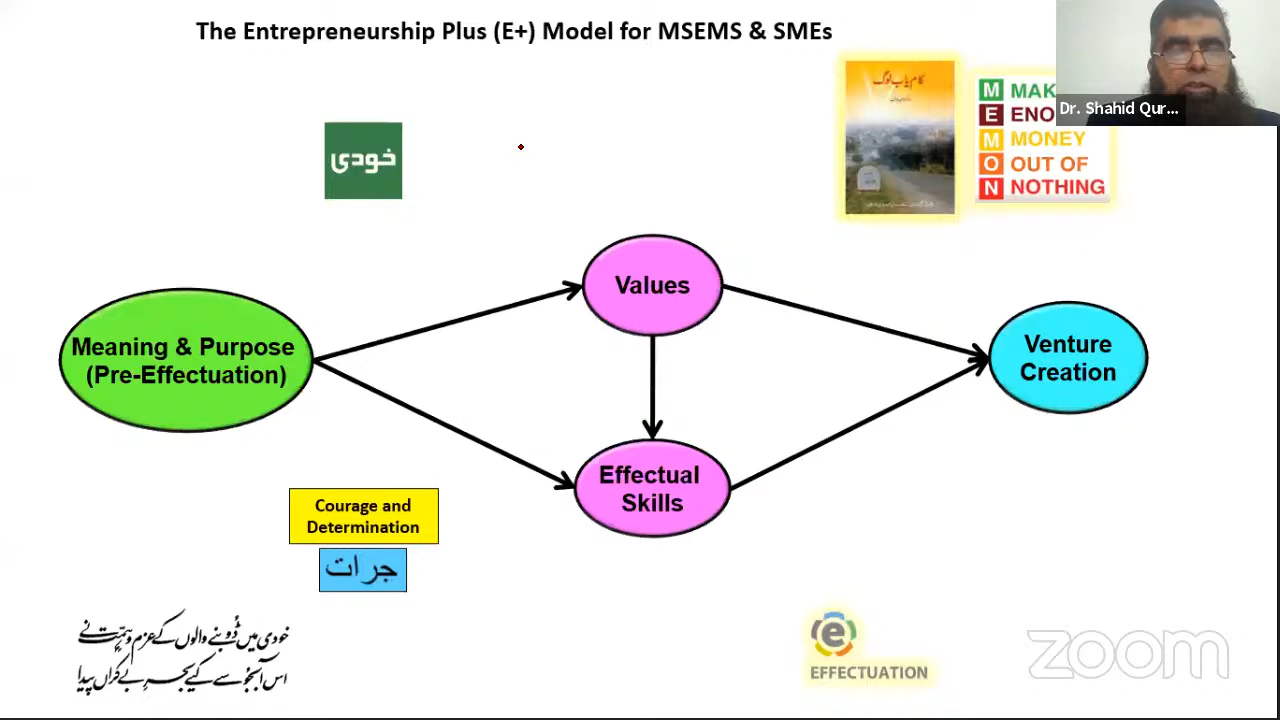 The Entrepreneurship Plus (E+) Model for MSEMS & SMEs
کامیاب لوگ
M MAK
E ENO
M MONEY
O OUT OF
N NOTHING
Dr. Shahid Qur...
خودی
Values
Meaning & Purpose
(Pre-Effectuation)
Venture
Creation
Effectual
Skills
Courage and
Determination
جرات
خودی میں ڈوبنے والوں کے عزم و ہمت نے
اس آبجو سے کیے بحرِ بے کراں پیدا
e
EFFECTUATION
zoom